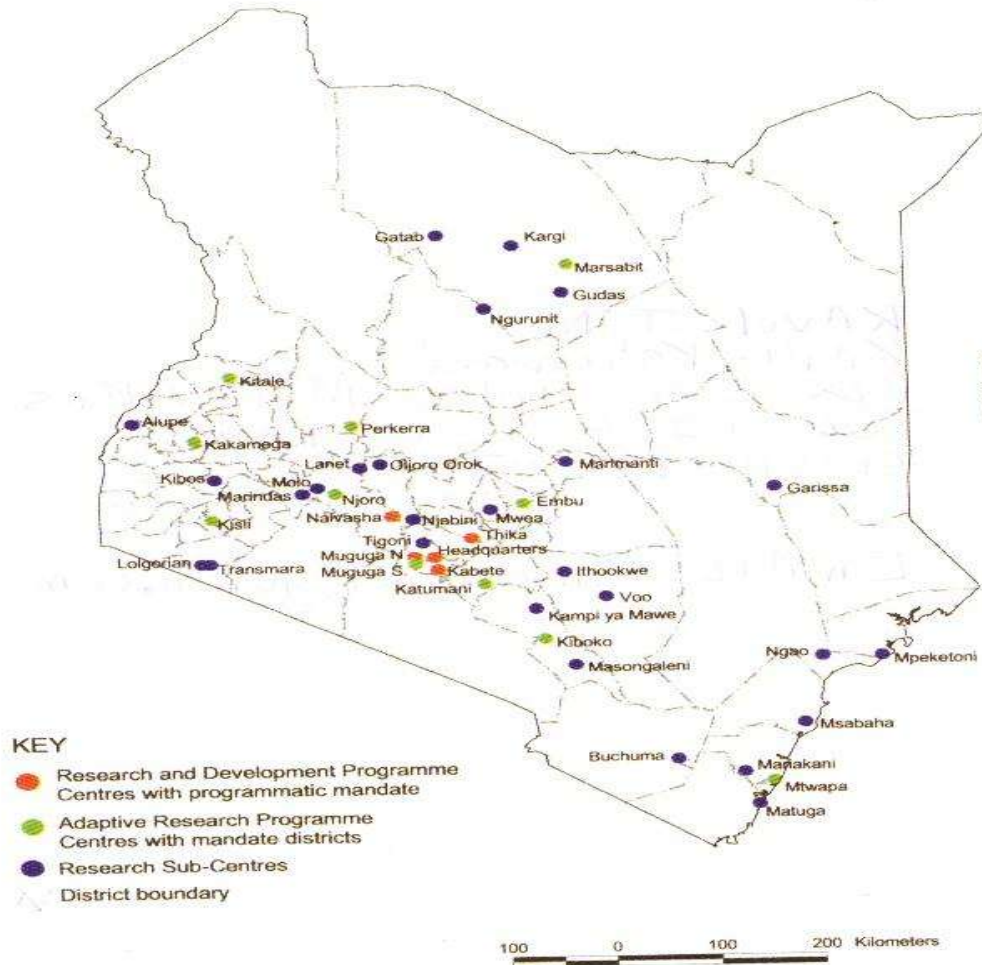 Gatab
Kargi
Marsabit
Gudas
Ngurunit
Kitale
Alupe
Kakamega
Perkerra
Lanet
Oljoro Orok
Marimanti
Kibos
Molo
Marindas
Njoro
Embu
Garissa
Kisii
Naivasha
Njabini
Mwea
Thika
Tigoni
Headquarters
Muguga N
Muguga S.
Kabete
Lolgorian
Transmara
Katumani
Ithookwe
Voo
Kampi ya Mawe
Kiboko
Masongaleni
Ngao
Mpeketoni
Msabaha
Buchuma
Mariakani
Mtwapa
Matuga
KEY
Research and Development Programme
Centres with programmatic mandate
Adaptive Research Programme
Centres with mandate districts
Research Sub-Centres
District boundary
100 0 100 200 Kilometers